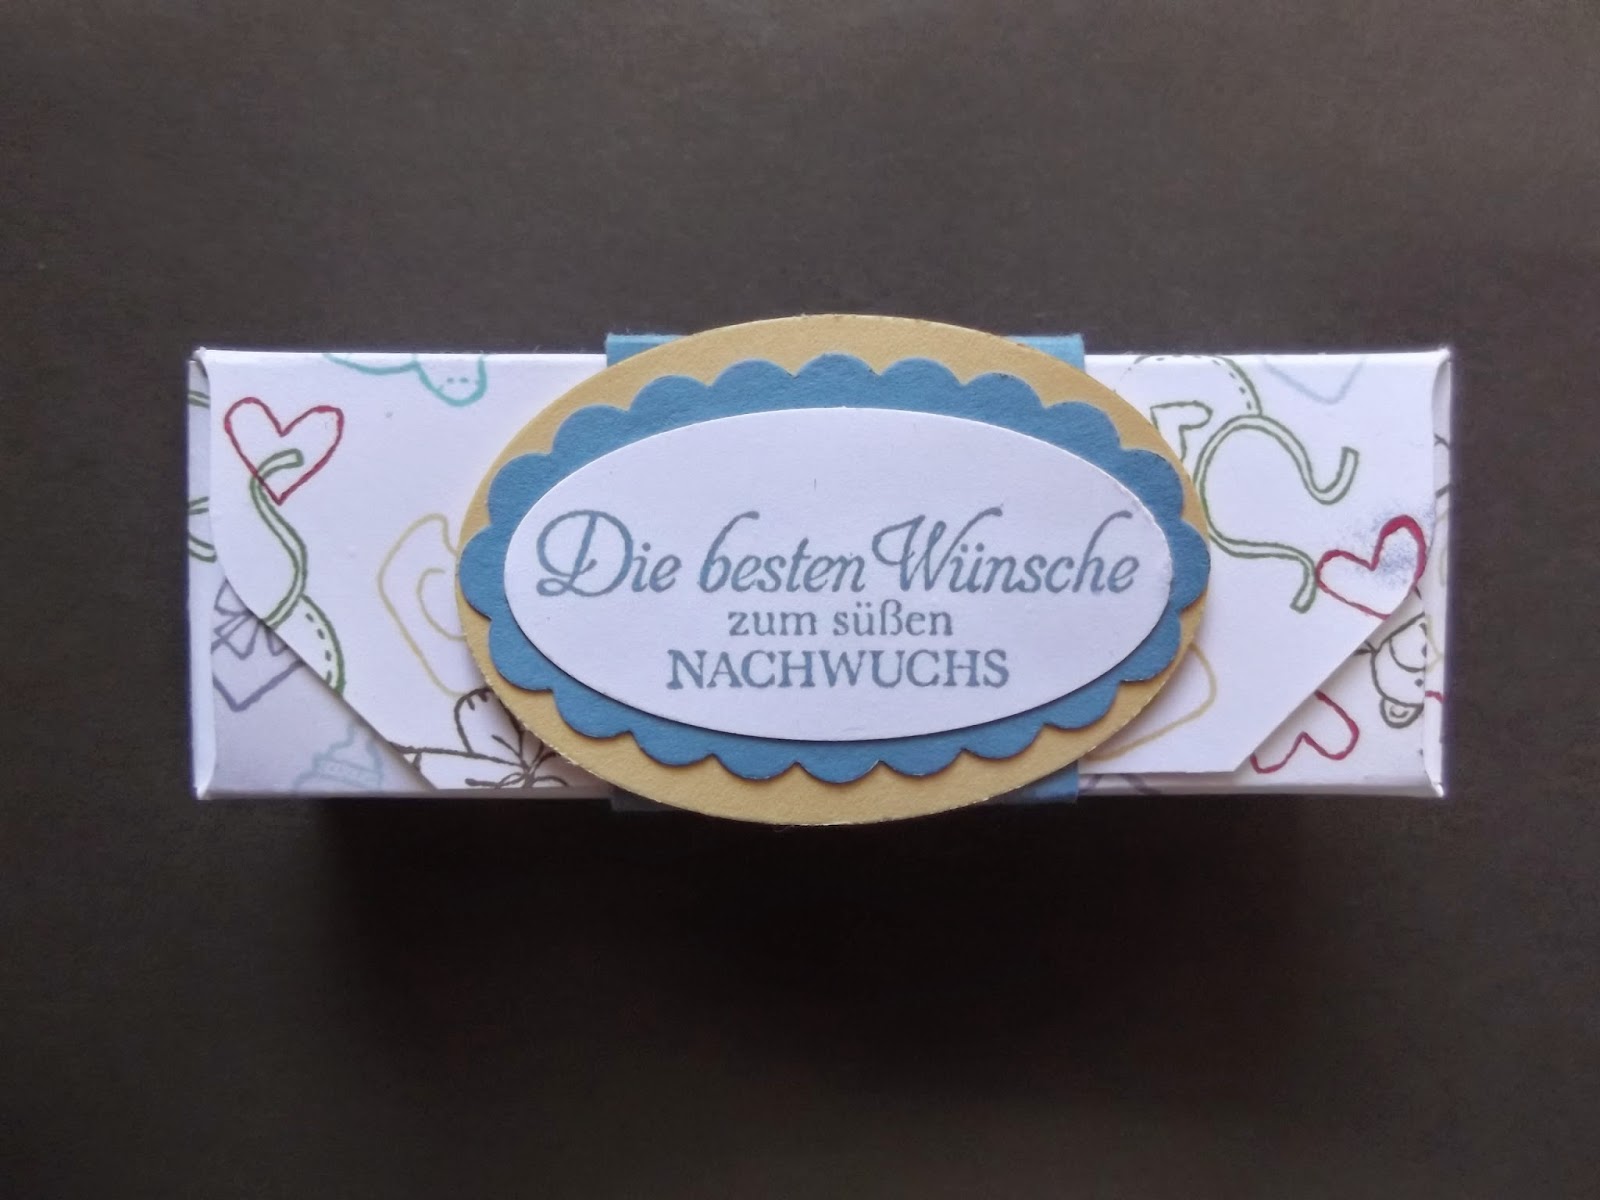 Die besten Wünsche
zum süßen
NACHWUCHS